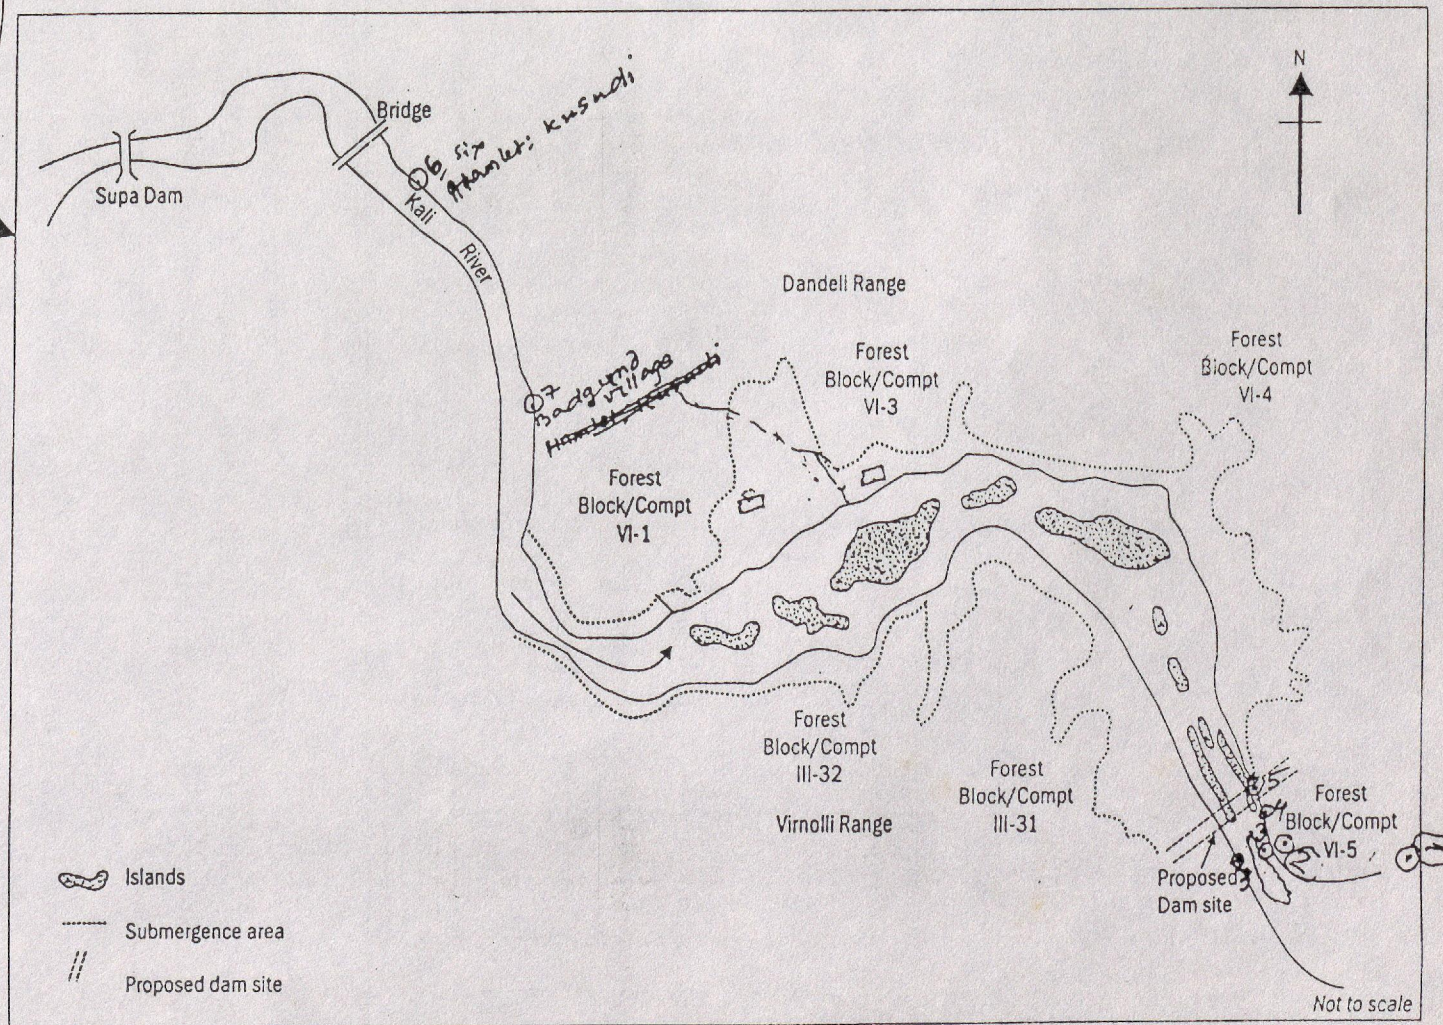 N
Bridge
6, six
Hamlet: Kusndi
Supa Dam
Kali
River
Dandeli Range
Forest
Block/Compt
VI-3
Forest
Block/Compt
VI-4
7
Badgund
village
Forest
Block/Compt
VI-1
Forest
Block/Compt
III-32
Virnolli Range
Forest
Block/Compt
III-31
5
4
3
Forest
Block/Compt
VI-5
2
Proposed
Dam site
Islands
Submergence area
Proposed dam site
Not to scale